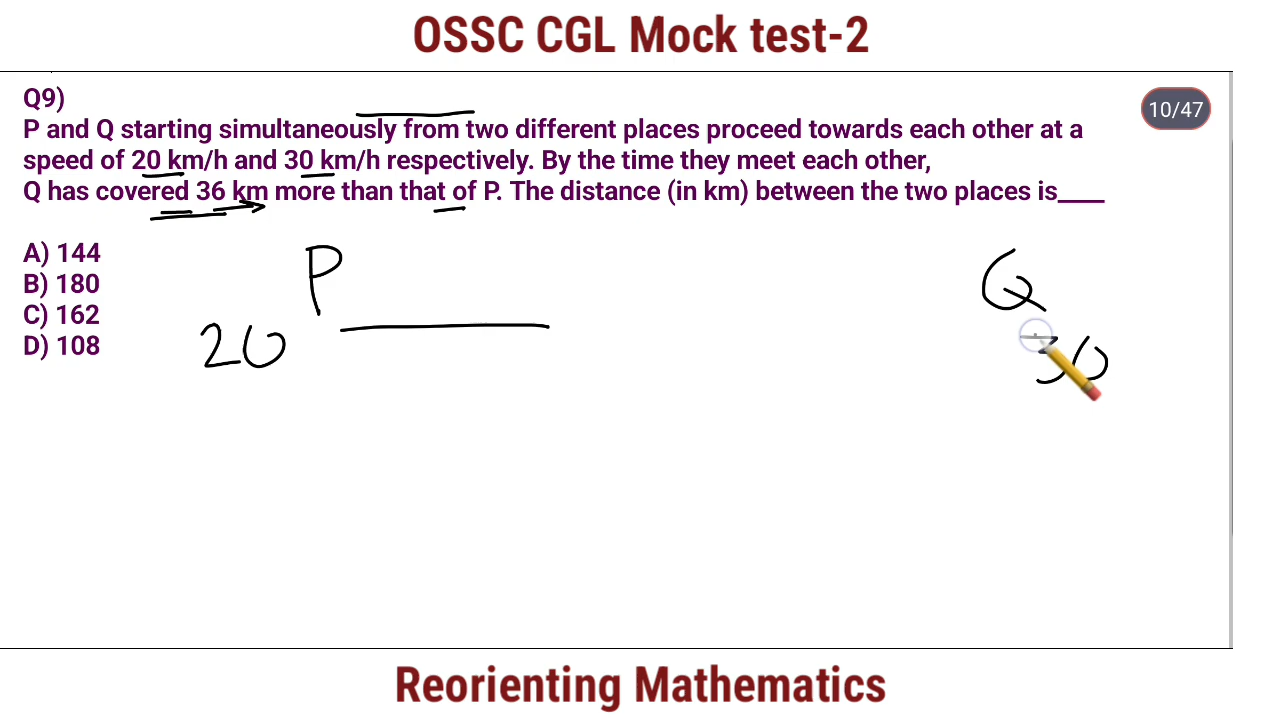 OSSC CGL Mock test-2
Q9)
10/47
P and Q starting simultaneously from two different places proceed towards each other at a
speed of 20 km/h and 30 km/h respectively. By the time they meet each other,
Q has covered 36 km more than that of P. The distance (in km) between the two places is____
A) 144
B) 180
C) 162
D) 108
P
Q
20
30
Reorienting Mathematics